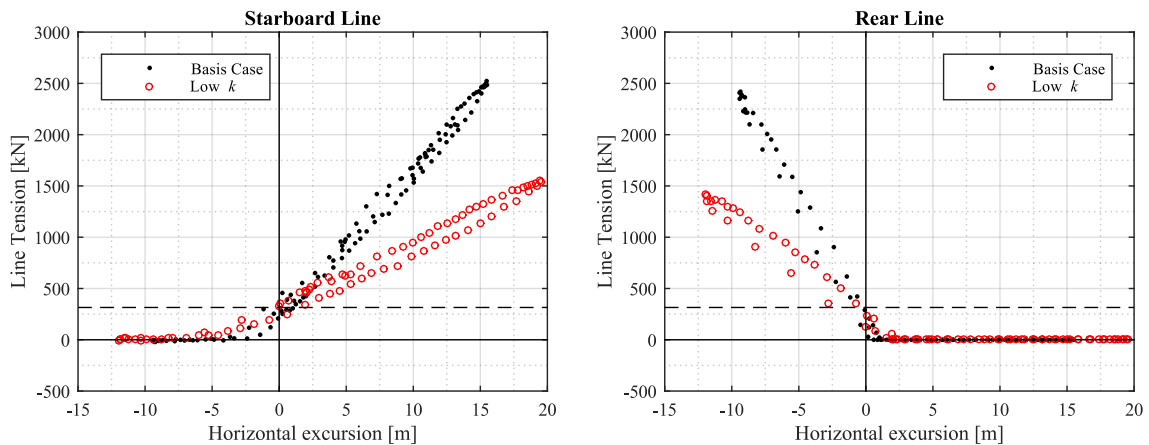 Starboard Line
3000
2500
2000
1500
1000
500
0
-500
-15 -10 -5 0 5 10 15 20
Line Tension [kN]
Horizontal excursion [m]
Basis Case
Low k
Rear Line
3000
2500
2000
1500
1000
500
0
-500
-15 -10 -5 0 5 10 15 20
Line Tension [kN]
Horizontal excursion [m]
Basis Case
Low k